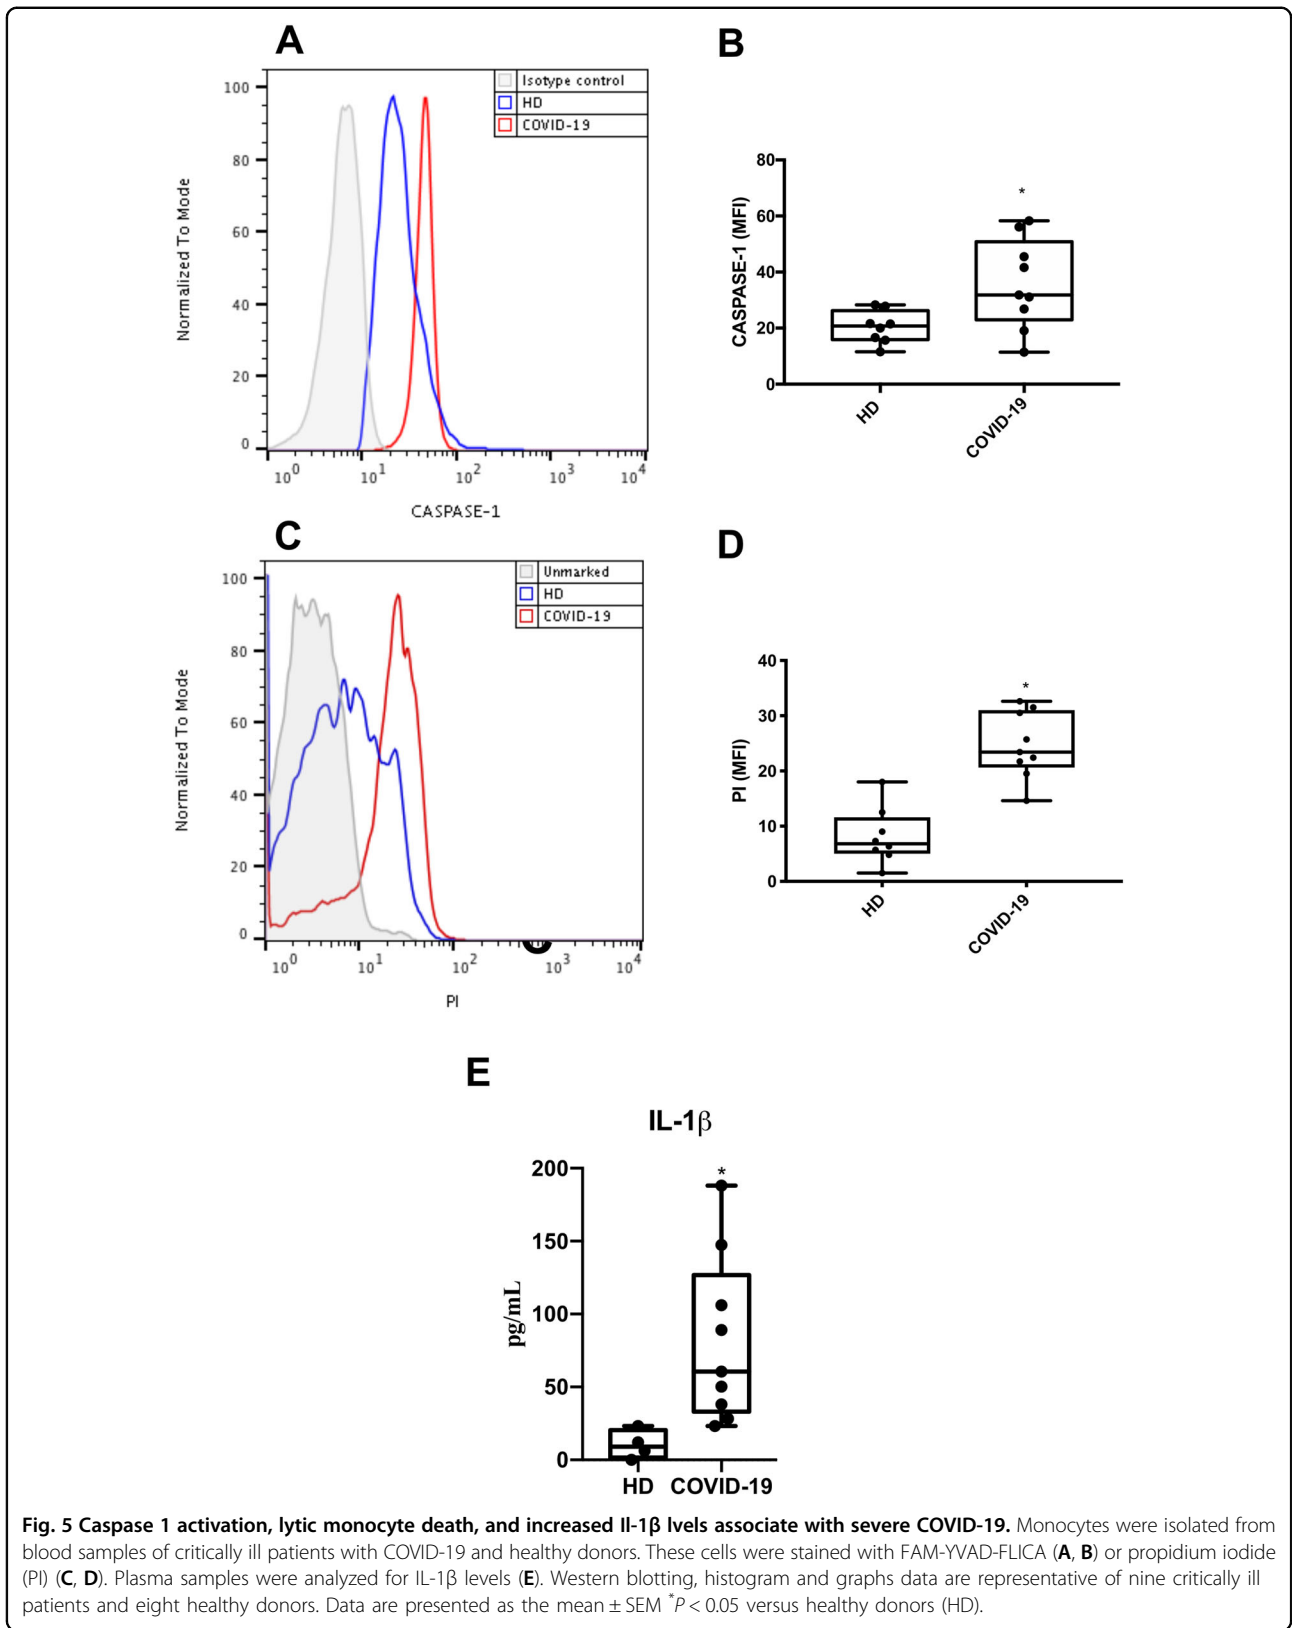 A
Isotype control
HD
COVID-19
100
80
60
40
20
0
Normalized To Mode
10^0 10^1 10^2 10^3 10^4
CASPASE-1
B
80
60
40
20
0
CASPASE-1 (MFI)
*
HD
COVID-19
C
Unmarked
HD
COVID-19
100
80
60
40
20
0
Normalized To Mode
10^0 10^1 10^2 10^3 10^4
PI
D
40
30
20
10
0
PI (MFI)
*
HD
COVID-19
E
IL-1β
200
150
100
50
0
pg/mL
*
HD COVID-19
Fig. 5 Caspase 1 activation, lytic monocyte death, and increased Il-1β lvels associate with severe COVID-19. Monocytes were isolated from
blood samples of critically ill patients with COVID-19 and healthy donors. These cells were stained with FAM-YVAD-FLICA (A, B) or propidium iodide
(PI) (C, D). Plasma samples were analyzed for IL-1β levels (E). Western blotting, histogram and graphs data are representative of nine critically ill
patients and eight healthy donors. Data are presented as the mean ± SEM *P < 0.05 versus healthy donors (HD).